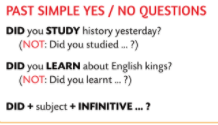 PAST SIMPLE YES / NO QUESTIONS
DID you STUDY history yesterday?
(NOT: Did you studied ... ?)
DID you LEARN about English kings?
(NOT: Did you learnt ... ?)
DID + subject + INFINITIVE ... ?